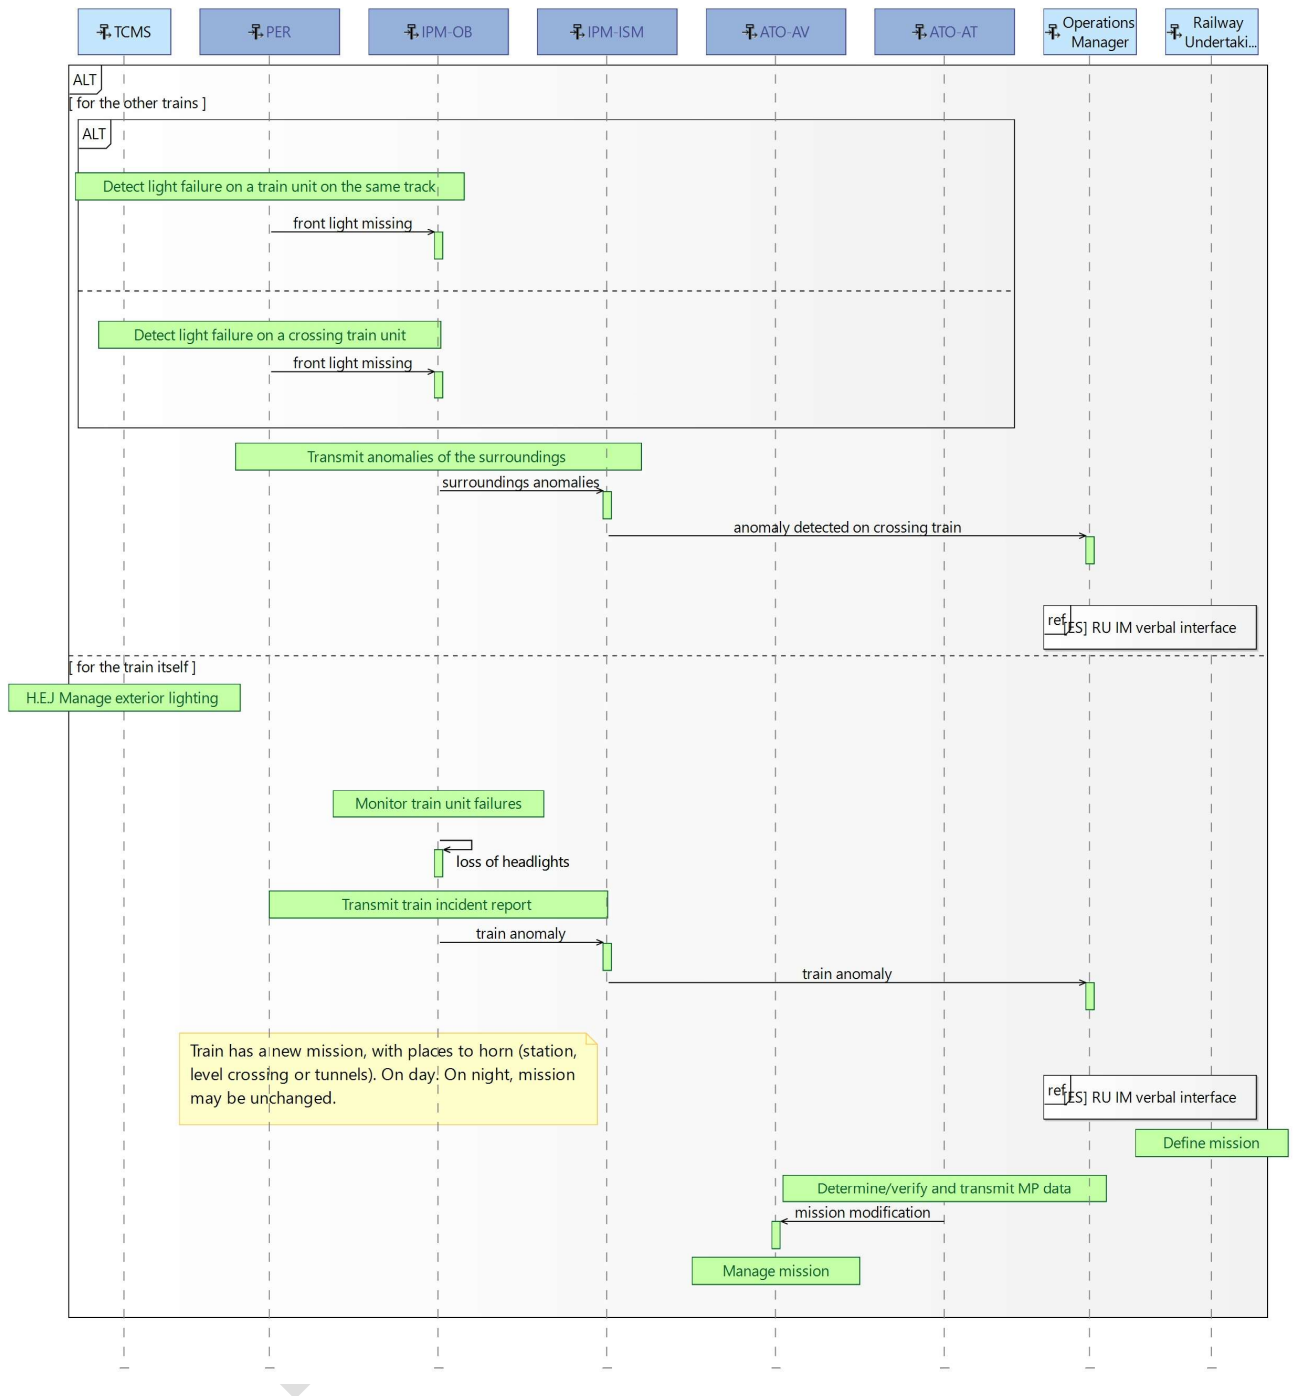 TCMS
PER
IPM-OB
IPM-ISM
ATO-AV
ATO-AT
Operations
Manager
Railway
Undertaki...
ALT
[ for the other trains ]
ALT
Detect light failure on a train unit on the same track
front light missing
Detect light failure on a crossing train unit
front light missing
Transmit anomalies of the surroundings
surroundings anomalies
anomaly detected on crossing train
ref
[ES] RU IM verbal interface
[ for the train itself ]
H.E.J Manage exterior lighting
Monitor train unit failures
loss of headlights
Transmit train incident report
train anomaly
train anomaly
Train has a new mission, with places to horn (station,
level crossing or tunnels). On day. On night, mission
may be unchanged.
ref
[ES] RU IM verbal interface
Define mission
Determine/verify and transmit MP data
mission modification
Manage mission